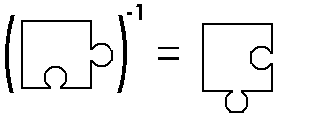 ( )-1 =